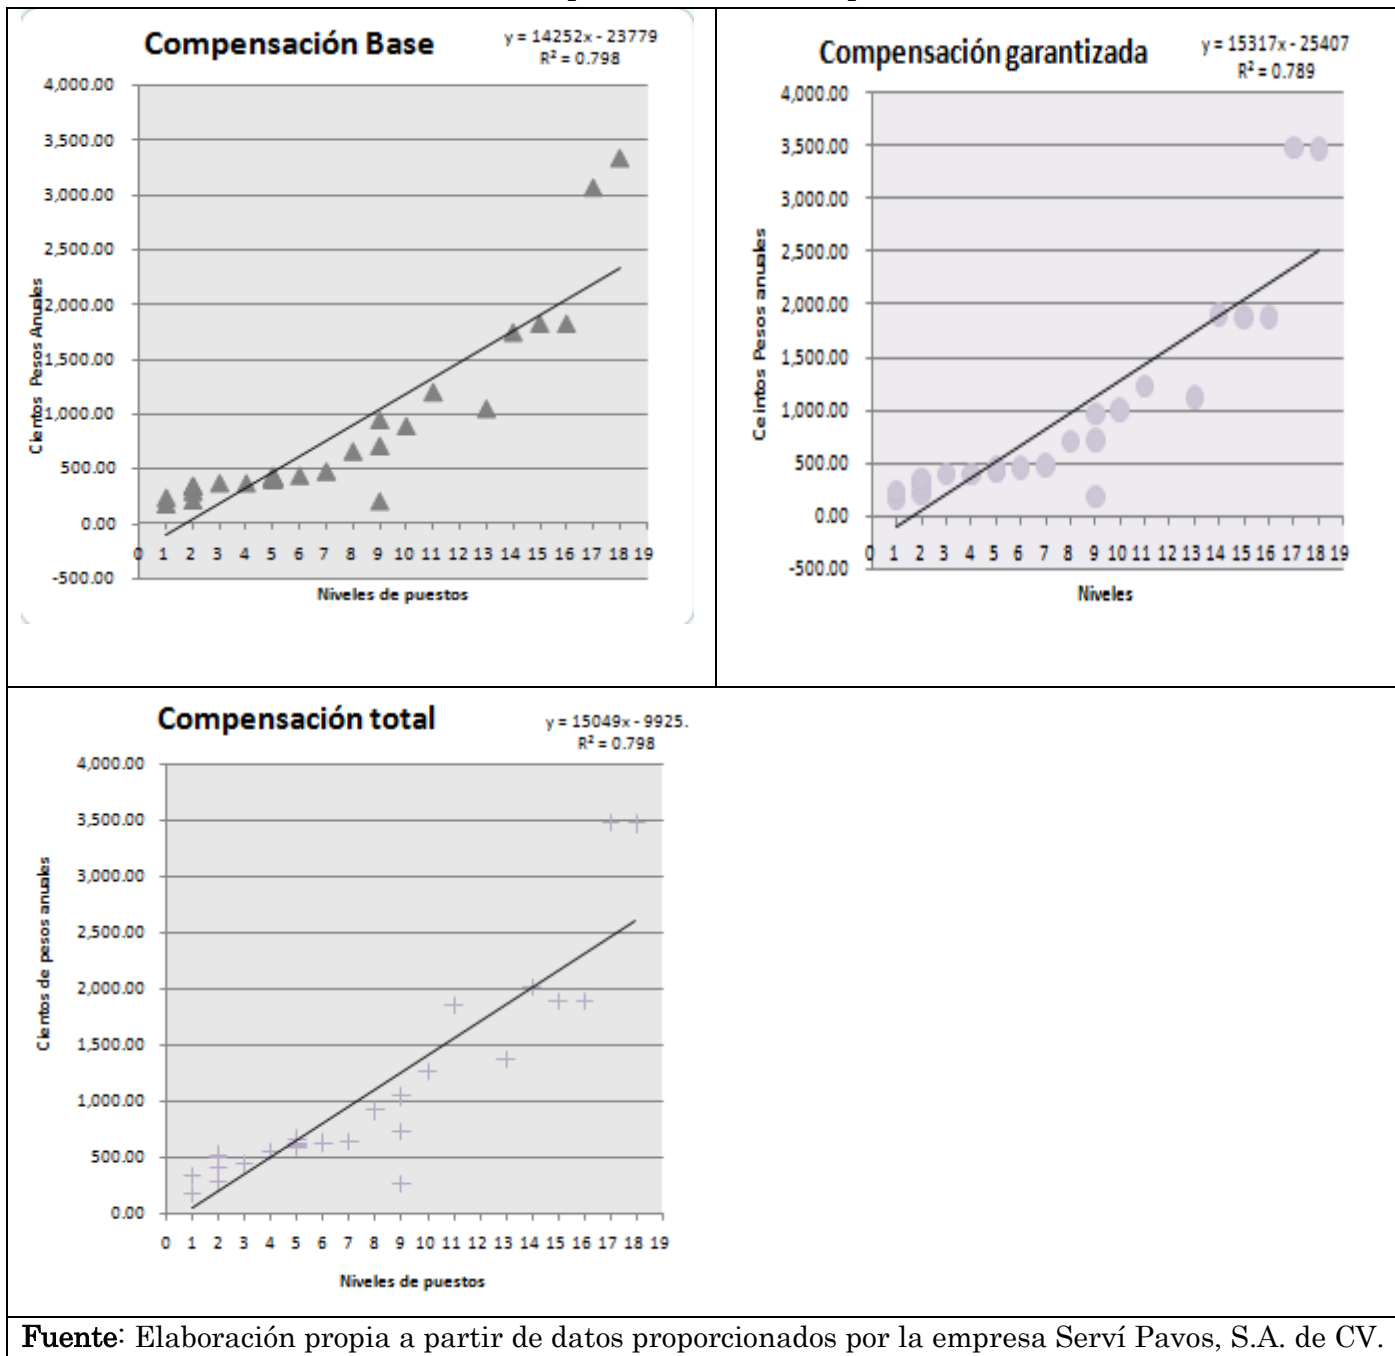 Compensación Base
y = 14252x - 23779
R² = 0.798
4,000.00
3,500.00
3,000.00
2,500.00
2,000.00
1,500.00
1,000.00
500.00
0.00
-500.00
Cientos Pesos Anuales
0 1 2 3 4 5 6 7 8 9 10 11 12 13 14 15 16 17 18 19
Niveles de puestos
Compensación garantizada
y = 15317x - 25407
R² = 0.789
4,000.00
3,500.00
3,000.00
2,500.00
2,000.00
1,500.00
1,000.00
500.00
0.00
-500.00
Ceintos Pesos anuales
0 1 2 3 4 5 6 7 8 9 10 11 12 13 14 15 16 17 18 19
Niveles
Compensación total
y = 15049x - 9925.
R² = 0.798
4,000.00
3,500.00
3,000.00
2,500.00
2,000.00
1,500.00
1,000.00
500.00
0.00
Cientos de pesos anuales
0 1 2 3 4 5 6 7 8 9 10 11 12 13 14 15 16 17 18 19
Niveles de puestos
Fuente: Elaboración propia a partir de datos proporcionados por la empresa Serví Pavos, S.A. de CV.